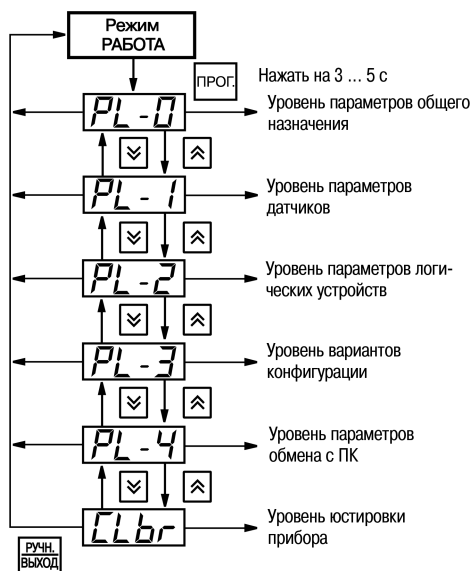 Режим
РАБОТА
ПРОГ.
Нажать на 3 ... 5 с
PL-0
Уровень параметров общего
назначения
PL-1
Уровень параметров
датчиков
PL-2
Уровень параметров логи-
ческих устройств
PL-3
Уровень вариантов
конфигурации
PL-4
Уровень параметров
обмена с ПК
CLbr
Уровень юстировки
прибора
РУЧН.
ВЫХОД